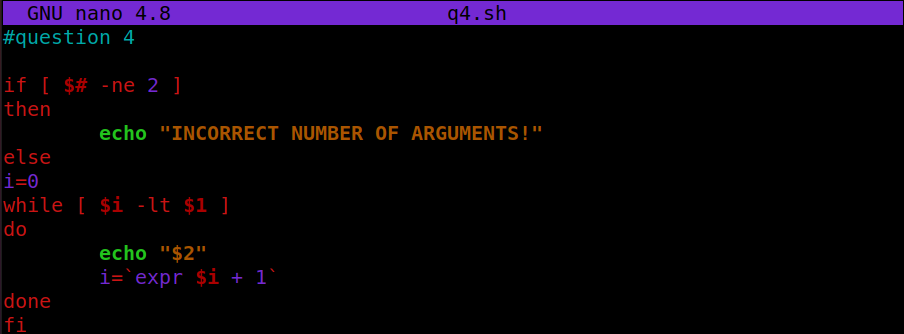 GNU nano 4.8 q4.sh
#question 4
if [ $# -ne 2 ]
then
echo "INCORRECT NUMBER OF ARGUMENTS!"
else
i=0
while [ $i -lt $1 ]
do
echo "$2"
i=`expr $i + 1`
done
fi